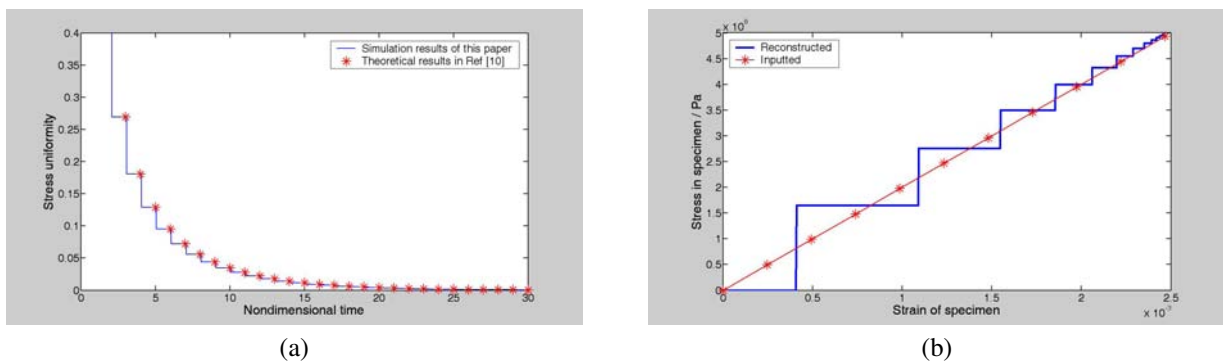 Simulation results of this paper
Theoretical results in Ref [10]
Stress uniformity
0.4
0.35
0.3
0.25
0.2
0.15
0.1
0.05
0
0 5 10 15 20 25 30
Nondimensional time
(a)
x 10⁸
Reconstructed
Inputted
Stress in specimen / Pa
5
4.5
4
3.5
3
2.5
2
1.5
1
0.5
0
0 0.5 1 1.5 2 2.5
x 10⁻³
Strain of specimen
(b)